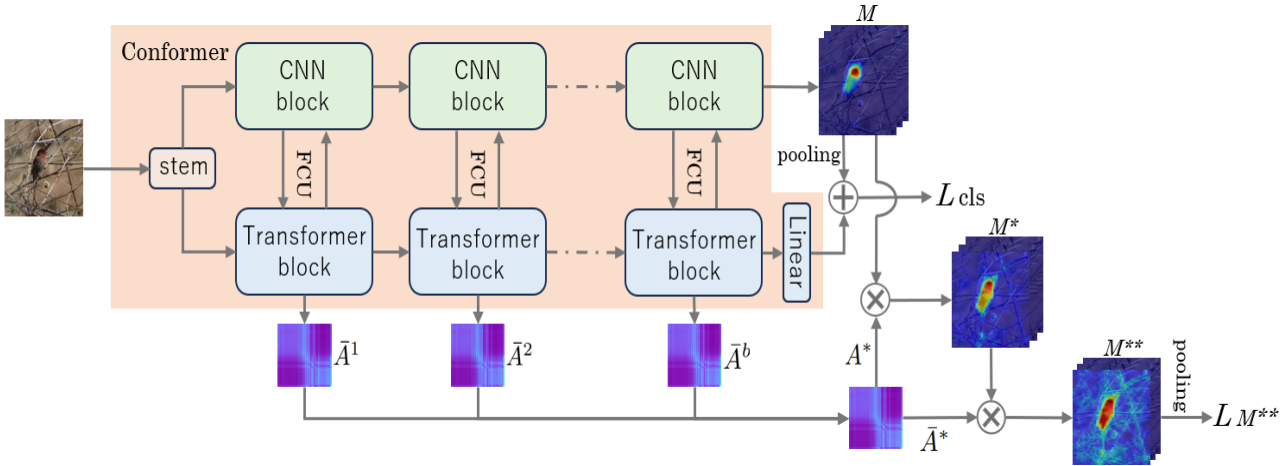 M
Conformer
CNN
block
CNN
block
CNN
block
stem
FCU
FCU
FCU
pooling
L cls
Transformer
block
Transformer
block
Transformer
block
Linear
M*
Ā¹
Ā²
Āᵇ
A*
M**
pooling
Ā*
L M**